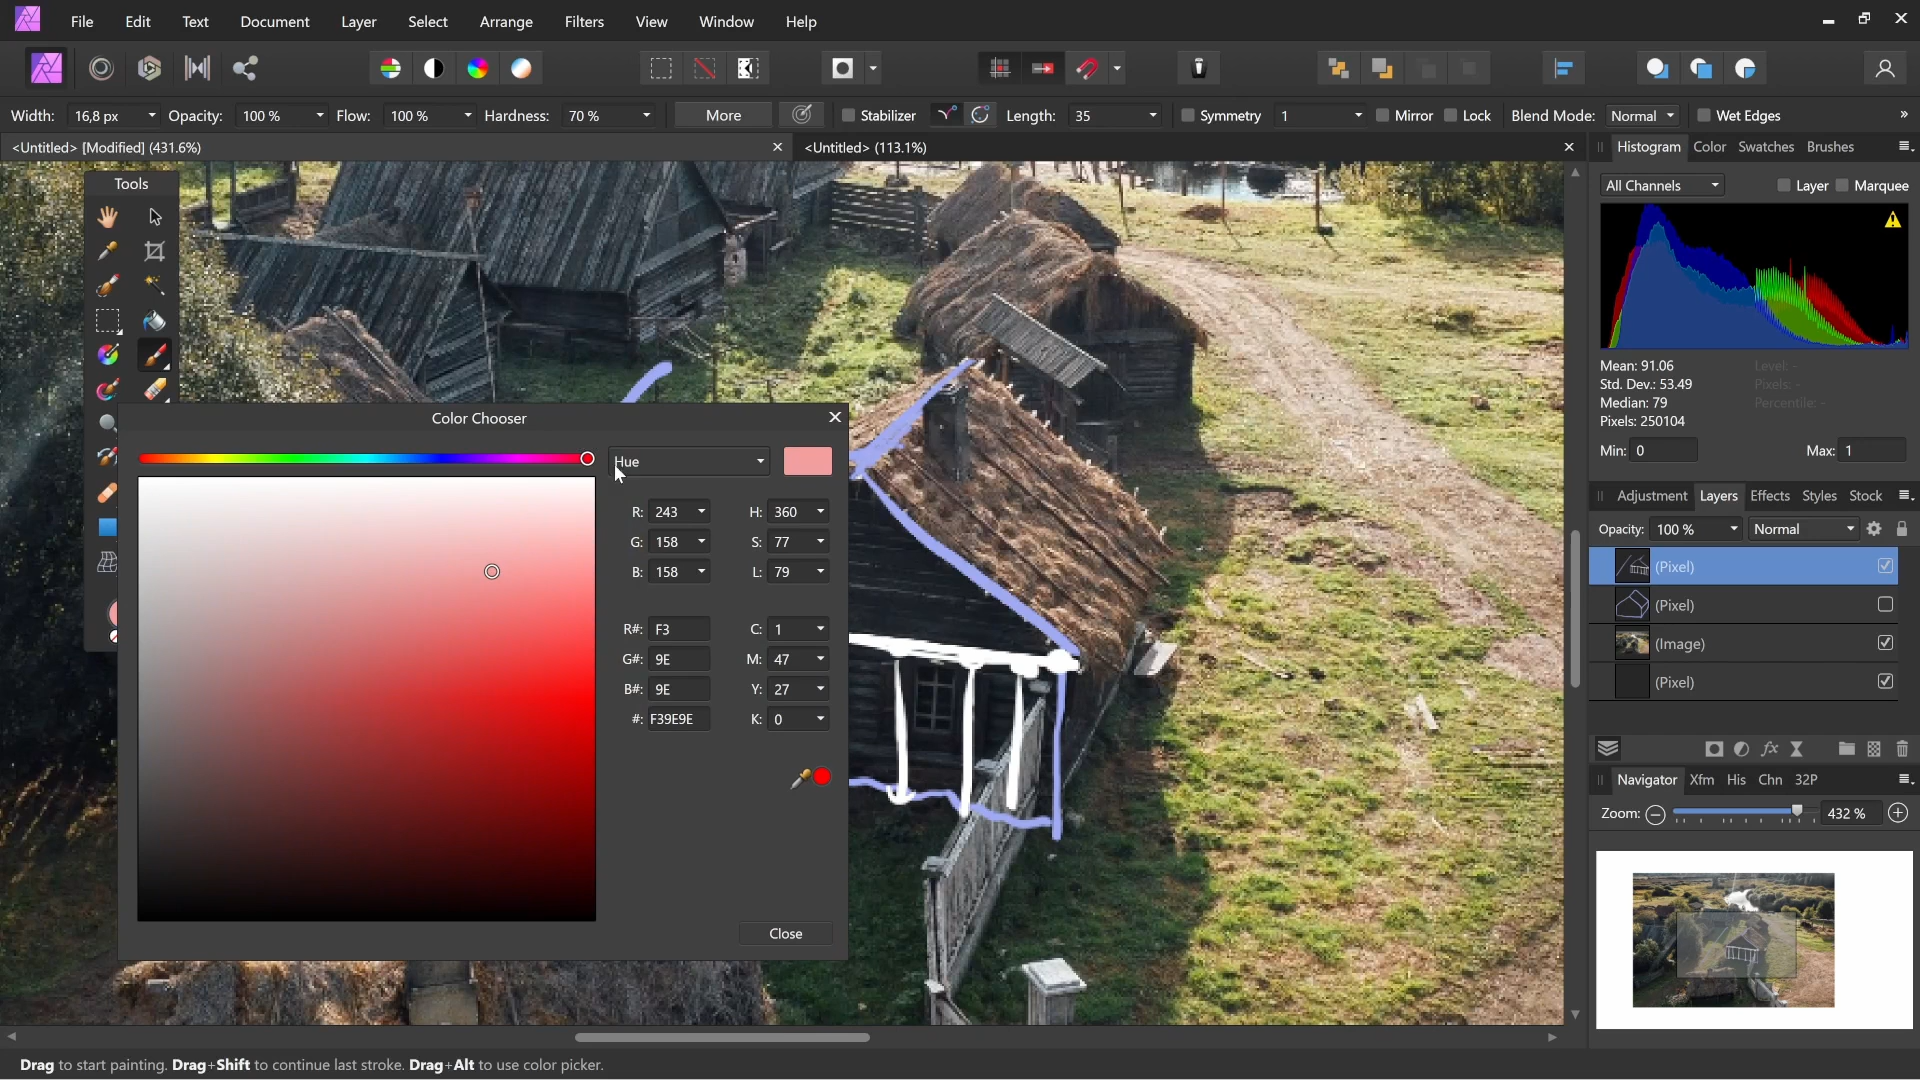 File Edit Text Document Layer Select Arrange Filters View Window Help
Width: 16,8 px Opacity: 100 % Flow: 100 % Hardness: 70 % More Stabilizer Length: 35 Symmetry 1 Mirror Lock Blend Mode: Normal Wet Edges »
<Untitled> [Modified] (431.6%) <Untitled> (113.1%)
Histogram Color Swatches Brushes
Tools
All Channels Layer Marquee
Mean: 91.06 Level: -
Std. Dev.: 53.49 Pixels: -
Median: 79 Percentile: -
Pixels: 250104
Min: 0 Max: 1
Color Chooser
Hue
R: 243 H: 360
G: 158 S: 77
B: 158 L: 79
R#: F3 C: 1
G#: 9E M: 47
B#: 9E Y: 27
#: F39E9E K: 0
Close
Adjustment Layers Effects Styles Stock
Opacity: 100 % Normal
(Pixel)
(Pixel)
(Image)
(Pixel)
fx
Navigator Xfm His Chn 32P
Zoom: 432 %
Drag to start painting. Drag+Shift to continue last stroke. Drag+Alt to use color picker.